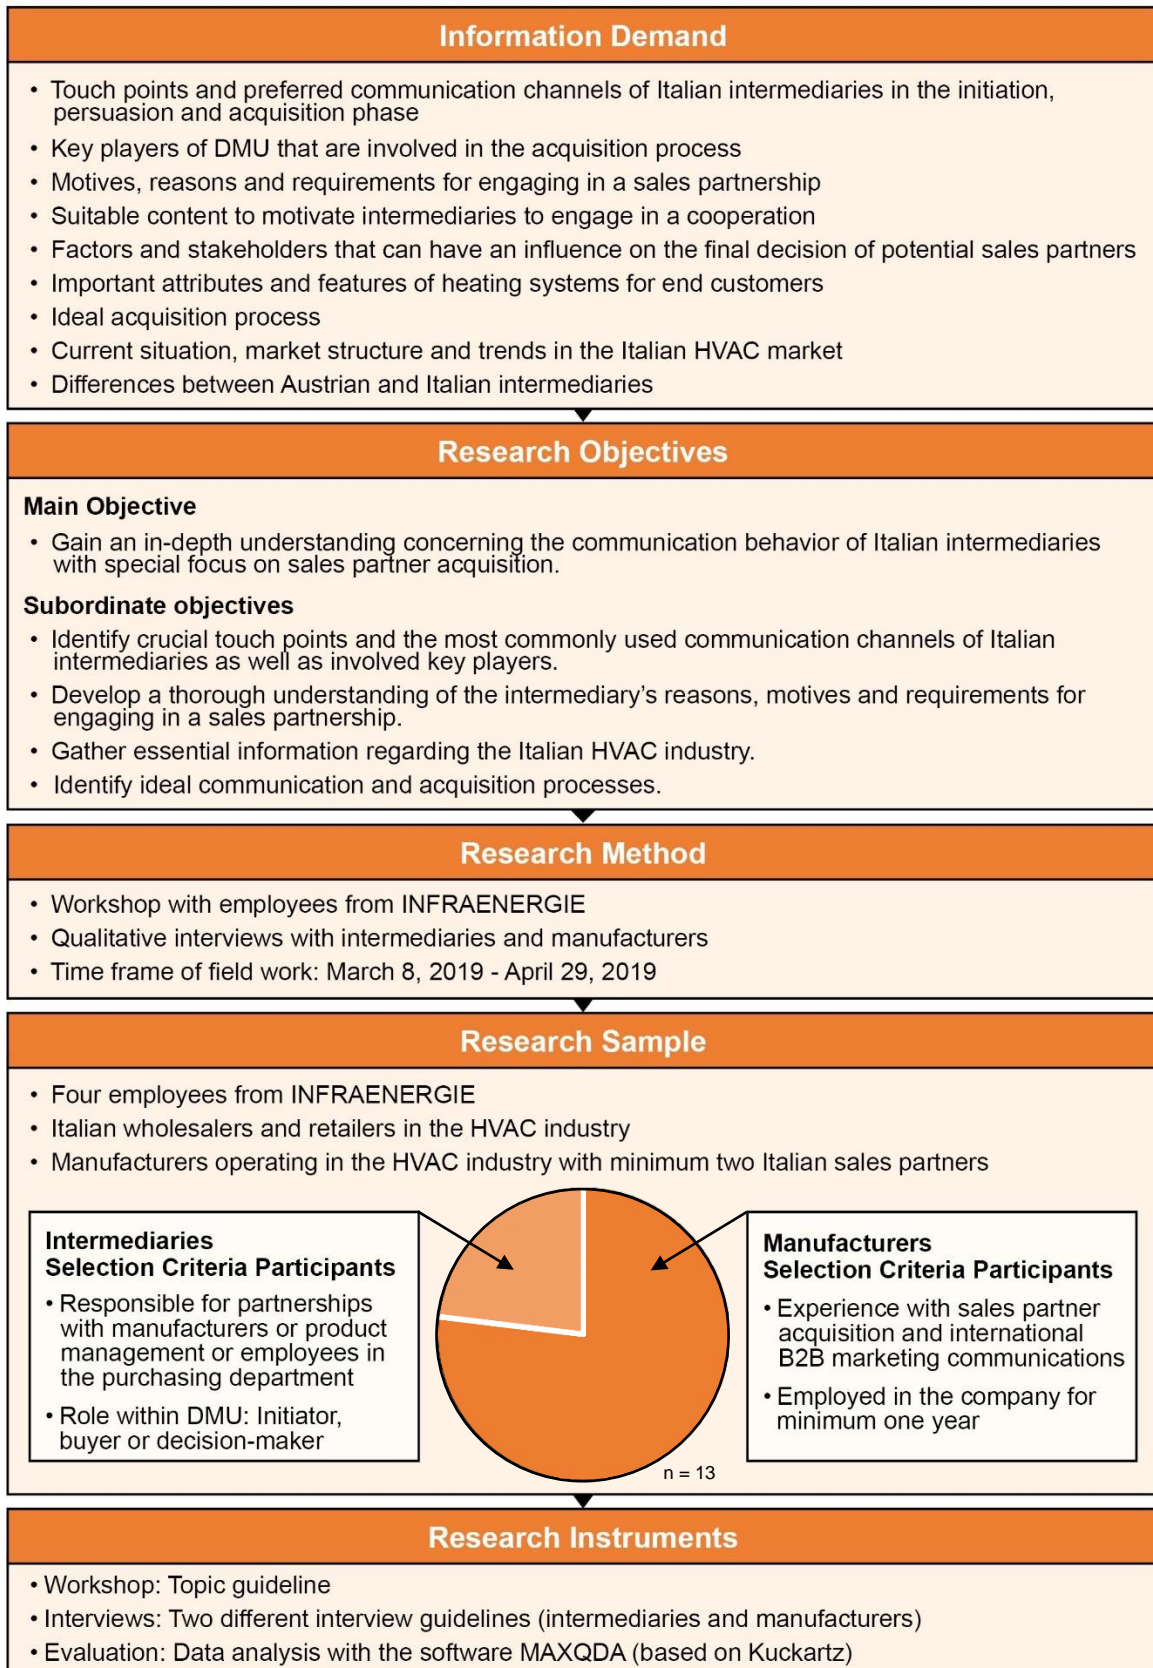 Information Demand
• Touch points and preferred communication channels of Italian intermediaries in the initiation,
persuasion and acquisition phase
• Key players of DMU that are involved in the acquisition process
• Motives, reasons and requirements for engaging in a sales partnership
• Suitable content to motivate intermediaries to engage in a cooperation
• Factors and stakeholders that can have an influence on the final decision of potential sales partners
• Important attributes and features of heating systems for end customers
• Ideal acquisition process
• Current situation, market structure and trends in the Italian HVAC market
• Differences between Austrian and Italian intermediaries
Research Objectives
Main Objective
• Gain an in-depth understanding concerning the communication behavior of Italian intermediaries
with special focus on sales partner acquisition.
Subordinate objectives
• Identify crucial touch points and the most commonly used communication channels of Italian
intermediaries as well as involved key players.
• Develop a thorough understanding of the intermediary's reasons, motives and requirements for
engaging in a sales partnership.
• Gather essential information regarding the Italian HVAC industry.
• Identify ideal communication and acquisition processes.
Research Method
• Workshop with employees from INFRAENERGIE
• Qualitative interviews with intermediaries and manufacturers
• Time frame of field work: March 8, 2019 - April 29, 2019
Research Sample
• Four employees from INFRAENERGIE
• Italian wholesalers and retailers in the HVAC industry
• Manufacturers operating in the HVAC industry with minimum two Italian sales partners
Intermediaries
Selection Criteria Participants
• Responsible for partnerships
with manufacturers or product
management or employees in
the purchasing department
• Role within DMU: Initiator,
buyer or decision-maker
Manufacturers
Selection Criteria Participants
• Experience with sales partner
acquisition and international
B2B marketing communications
• Employed in the company for
minimum one year
n = 13
Research Instruments
• Workshop: Topic guideline
• Interviews: Two different interview guidelines (intermediaries and manufacturers)
• Evaluation: Data analysis with the software MAXQDA (based on Kuckartz)